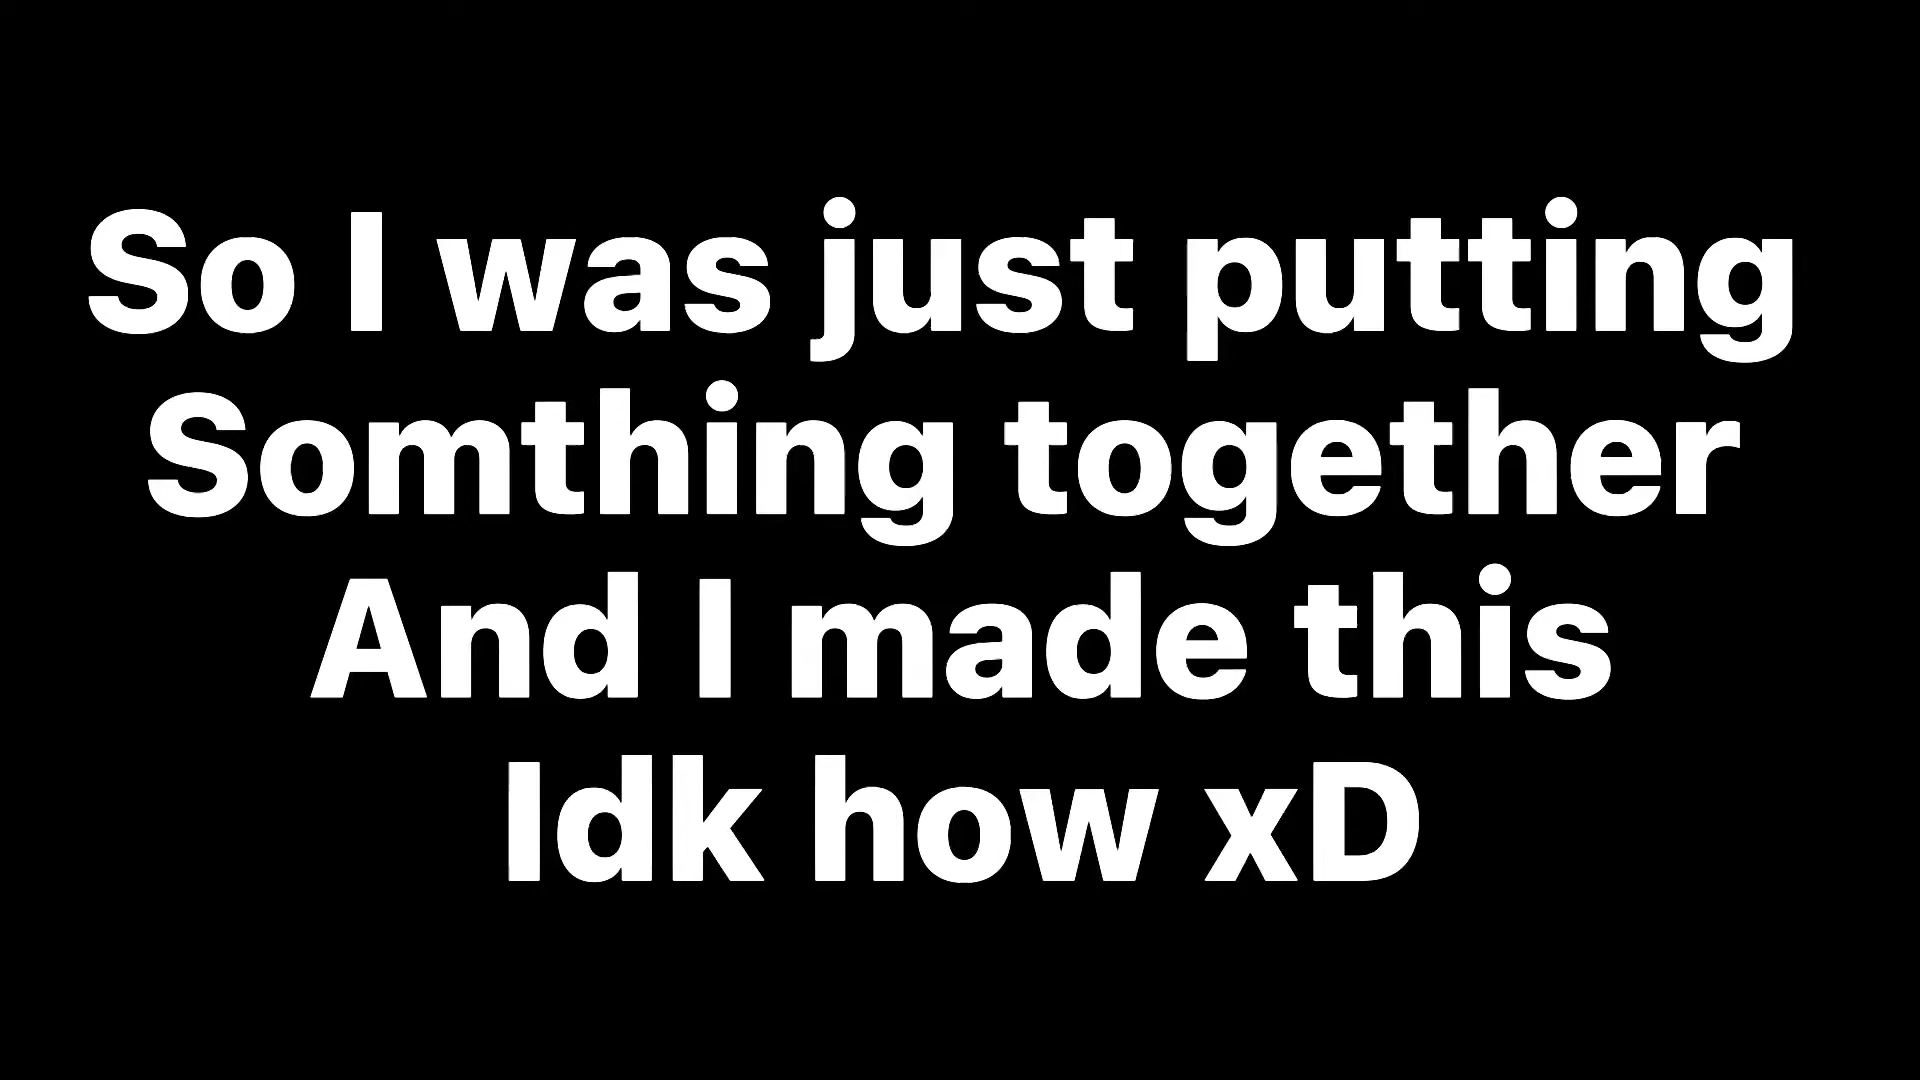 So I was just putting
Somthing together
And I made this
Idk how xD